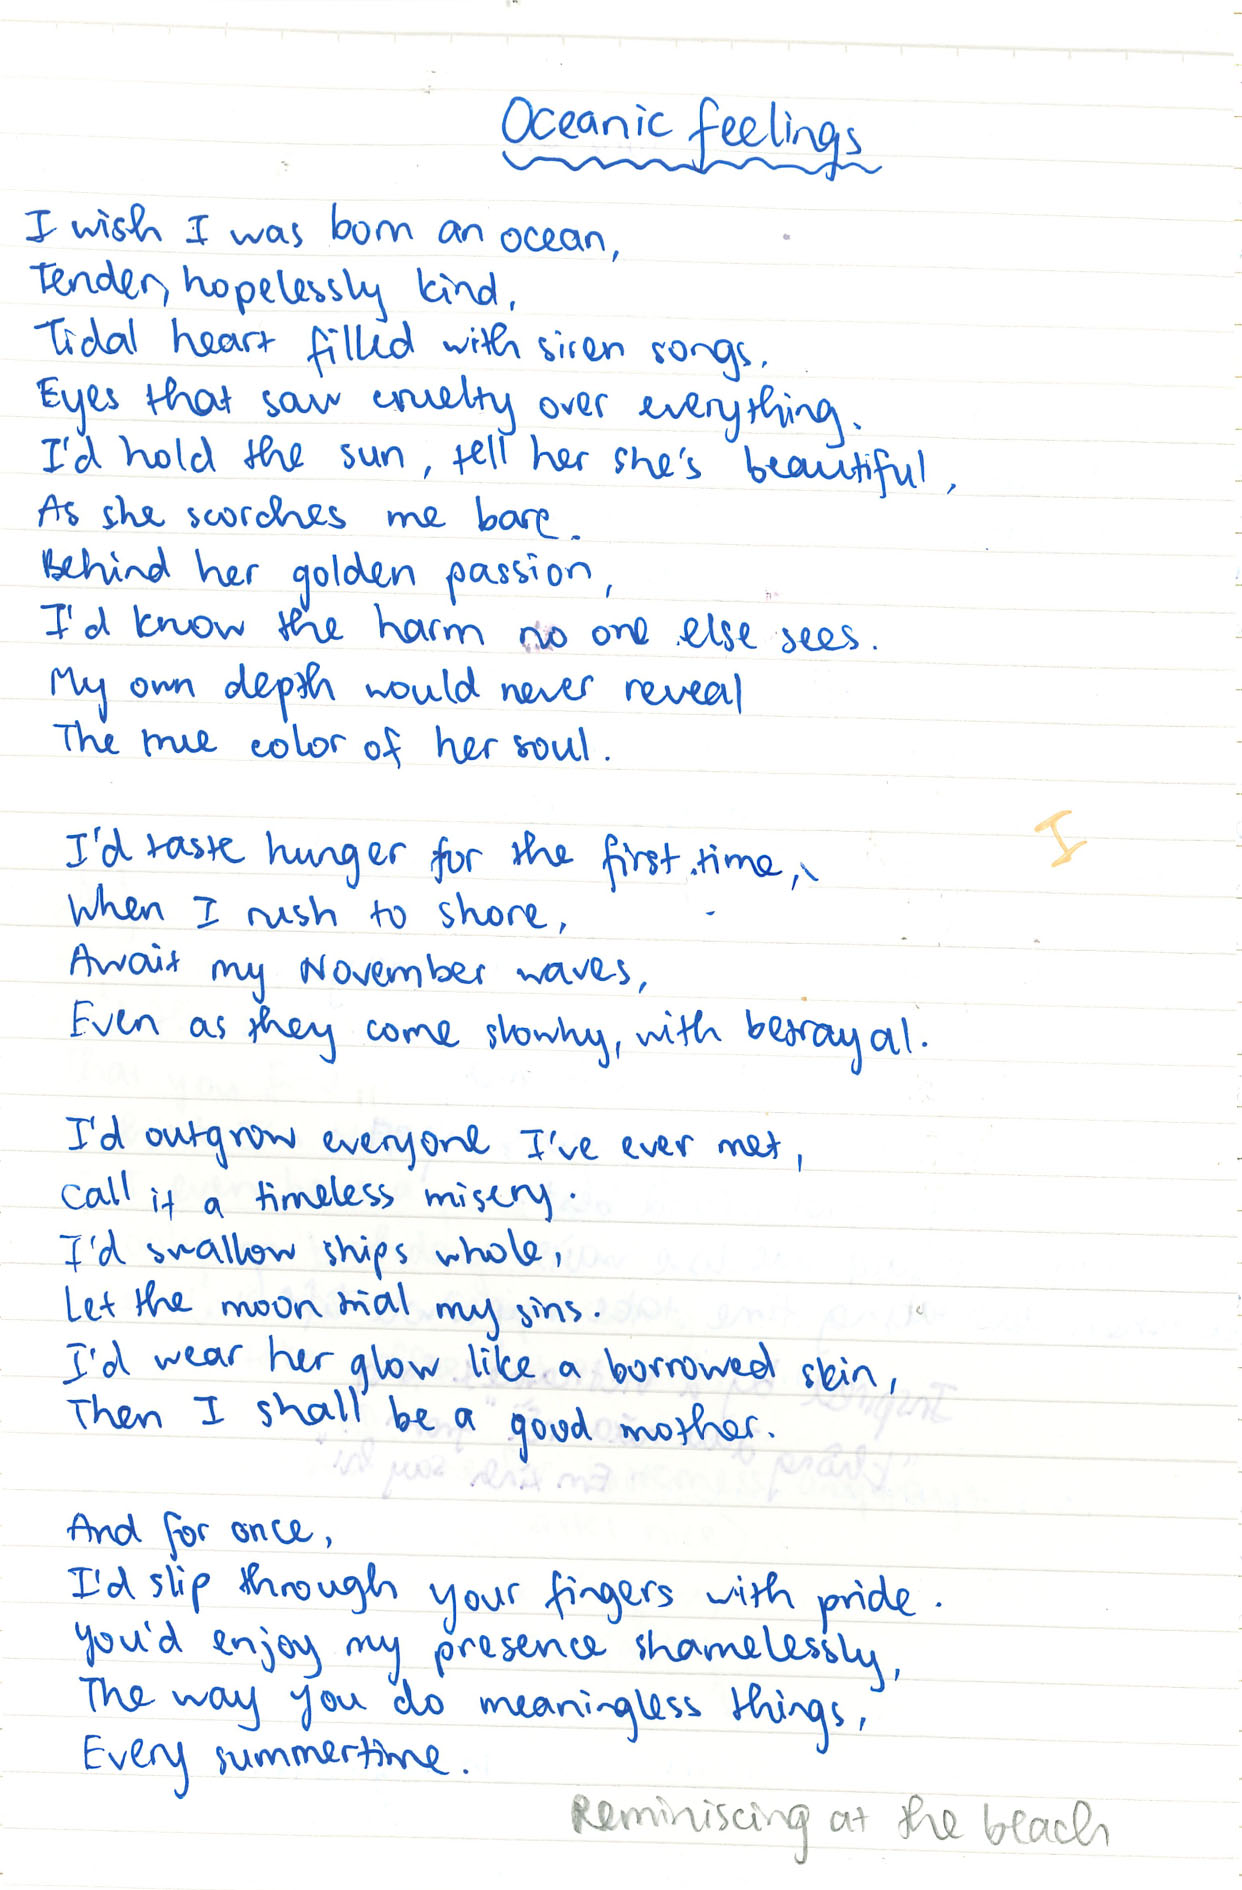 Oceanic feelings
I wish I was born an ocean,
Tender, hopelessly kind,
Tidal heart filled with siren songs.
Eyes that saw cruelty over everything.
I'd hold the sun, tell her she's beautiful,
As she scorches me bare.
Behind her golden passion,
I'd know the harm no one else sees.
My own depth would never reveal
The true color of her soul.
I'd taste hunger for the first time,
I
When I rush to shore,
Await my November waves,
Even as they come slowly, with betrayal.
I'd outgrow everyone I've ever met,
Call it a timeless misery.
I'd swallow ships whole,
Let the moon trial my sins.
I'd wear her glow like a borrowed skin,
Then I shall be a good mother.
And for once,
I'd slip through your fingers with pride.
You'd enjoy my presence shamelessly,
The way you do meaningless things,
Every summertime.
Reminiscing at the beach